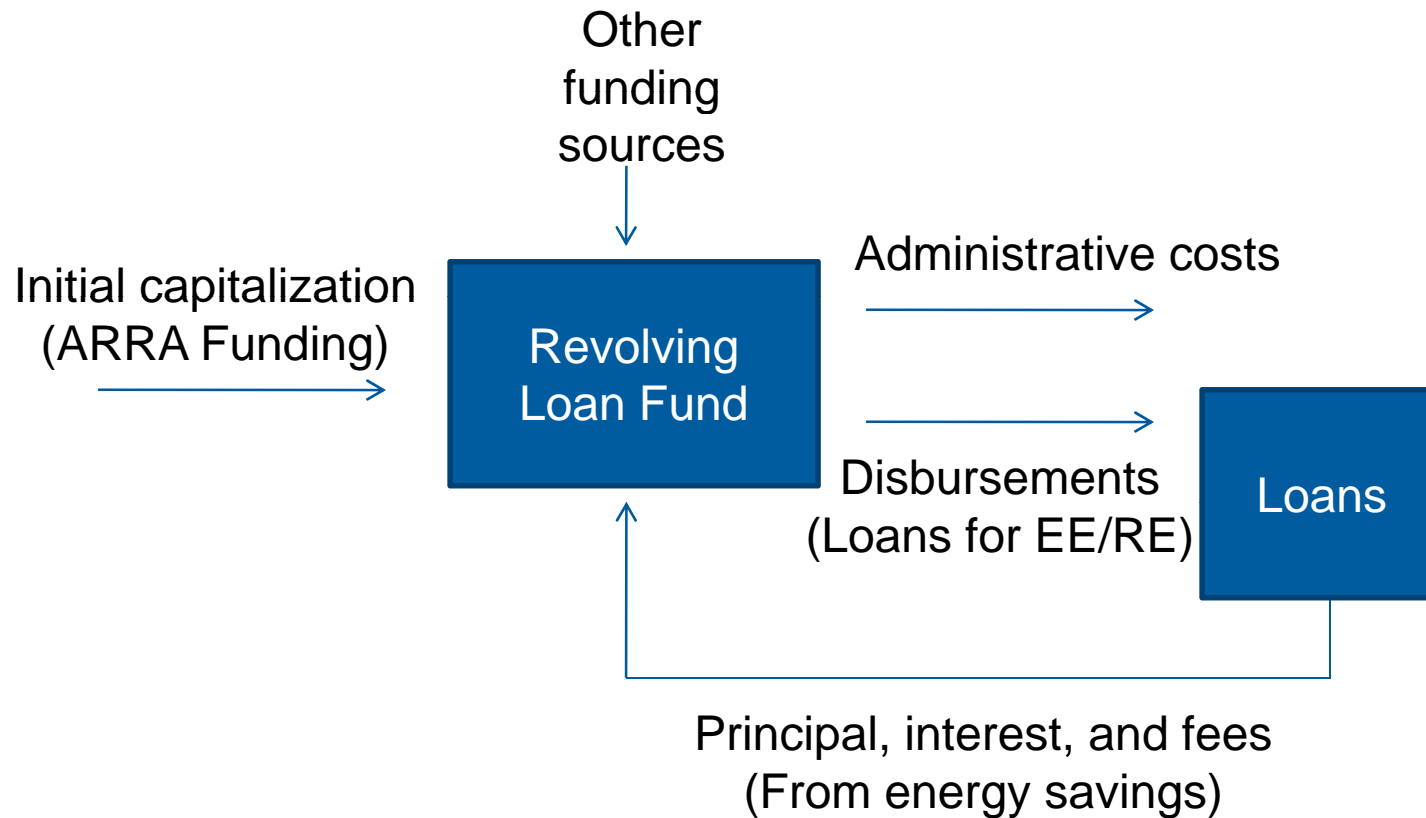 Other
funding
sources
Initial capitalization
(ARRA Funding)
Revolving
Loan Fund
Administrative costs
Disbursements
(Loans for EE/RE)
Loans
Principal, interest, and fees
(From energy savings)